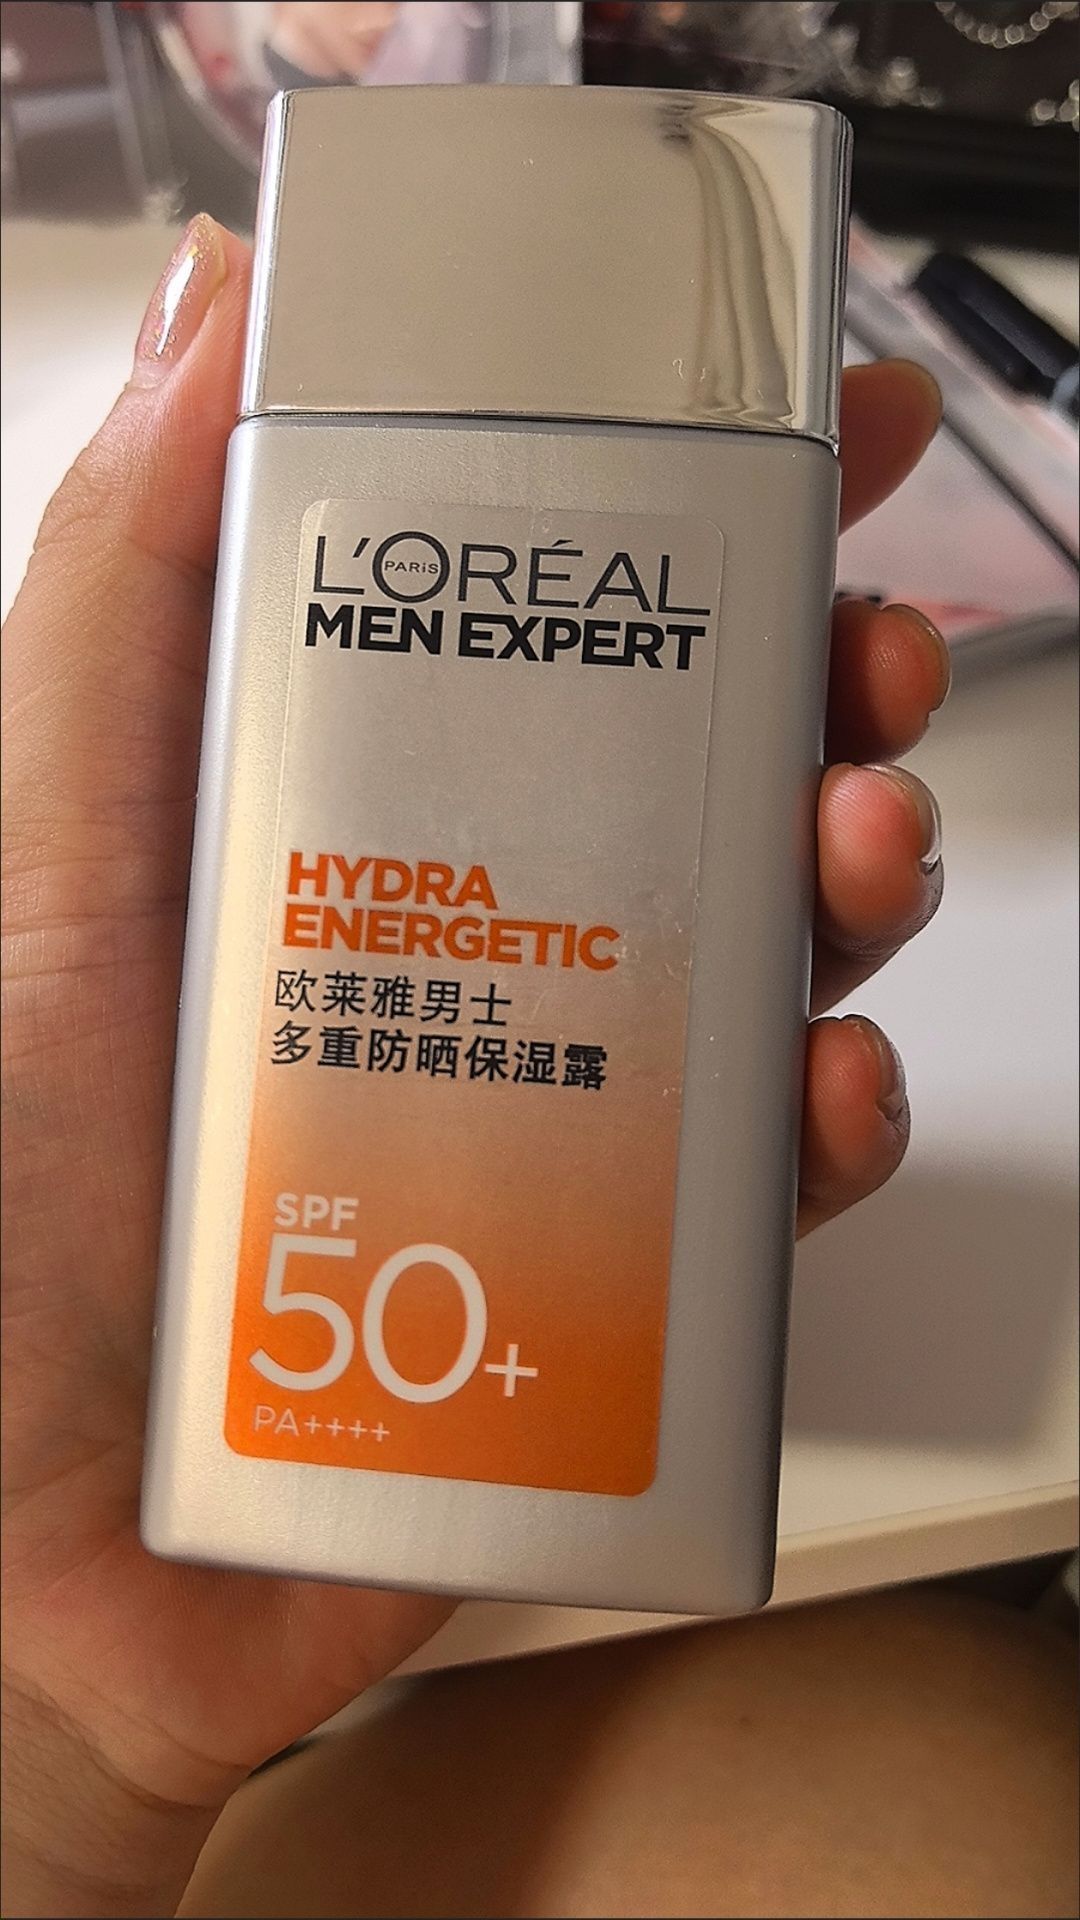 L'ORÉAL
PARiS
MEN EXPERT
HYDRA
ENERGETIC
欧莱雅男士
多重防晒保湿露
SPF
50+
PA++++